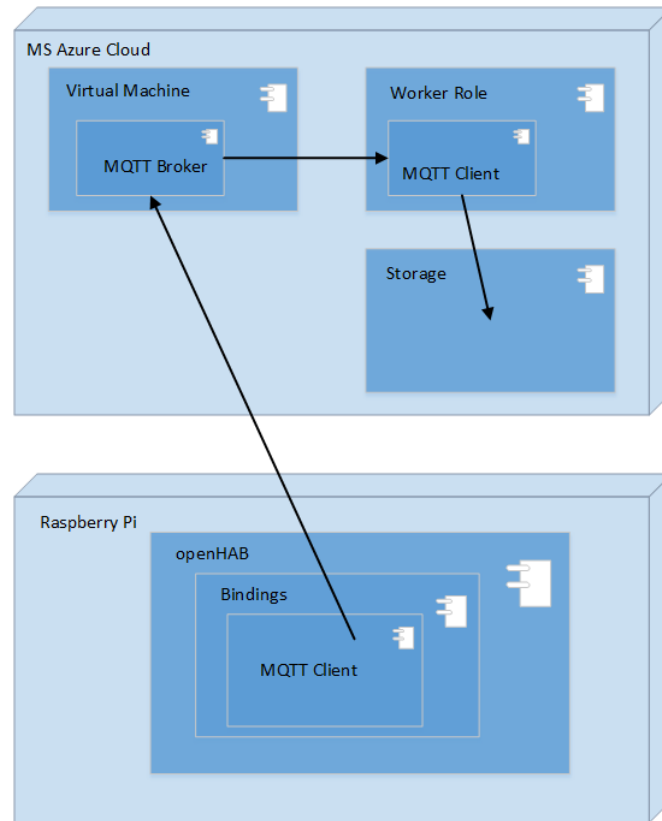 MS Azure Cloud
Virtual Machine
MQTT Broker
Worker Role
MQTT Client
Storage
Raspberry Pi
openHAB
Bindings
MQTT Client